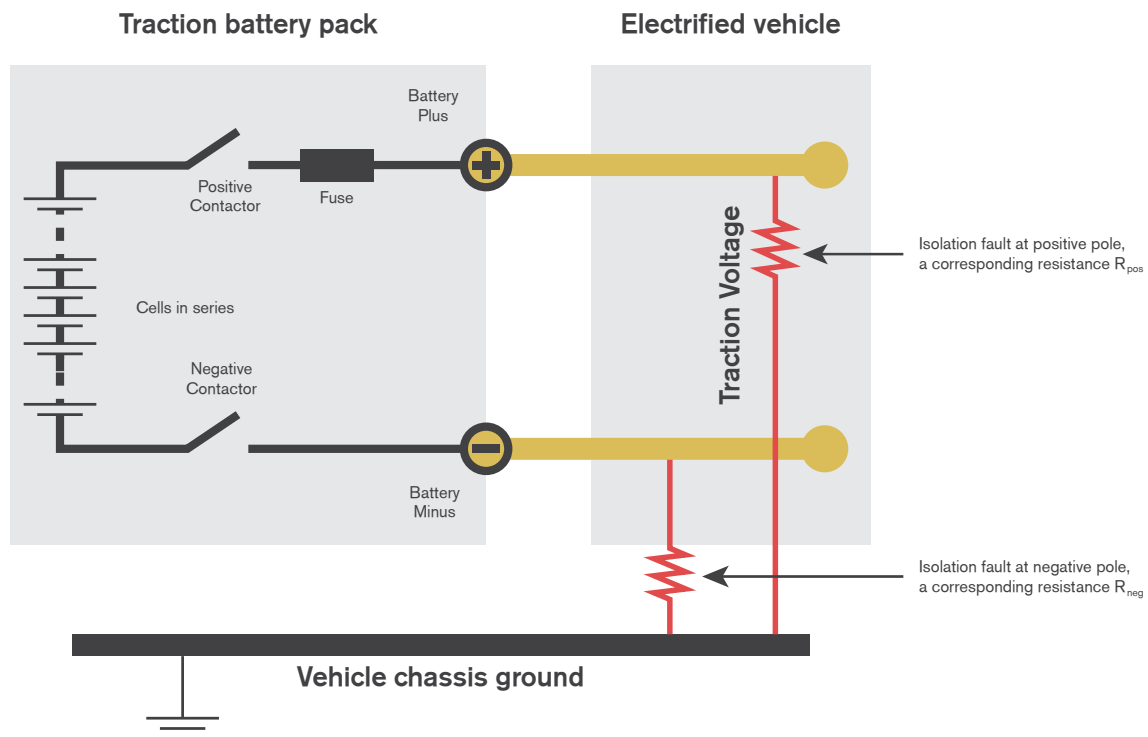 Traction battery pack
Electrified vehicle
Battery
Plus
Positive
Contactor
Fuse
Traction Voltage
Isolation fault at positive pole,
a corresponding resistance Rpos
Cells in series
Negative
Contactor
Battery
Minus
Isolation fault at negative pole,
a corresponding resistance Rneg
Vehicle chassis ground